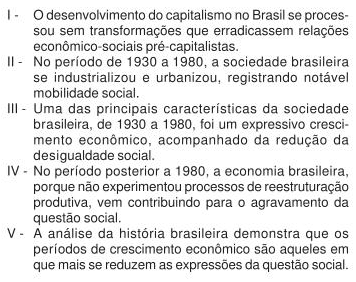 I - O desenvolvimento do capitalismo no Brasil se proces-
sou sem transformações que erradicassem relações
econômico-sociais pré-capitalistas.
II - No período de 1930 a 1980, a sociedade brasileira
se industrializou e urbanizou, registrando notável
mobilidade social.
III - Uma das principais características da sociedade
brasileira, de 1930 a 1980, foi um expressivo cresci-
mento econômico, acompanhado da redução da
desigualdade social.
IV - No período posterior a 1980, a economia brasileira,
porque não experimentou processos de reestruturação
produtiva, vem contribuindo para o agravamento da
questão social.
V - A análise da história brasileira demonstra que os
períodos de crescimento econômico são aqueles em
que mais se reduzem as expressões da questão social.